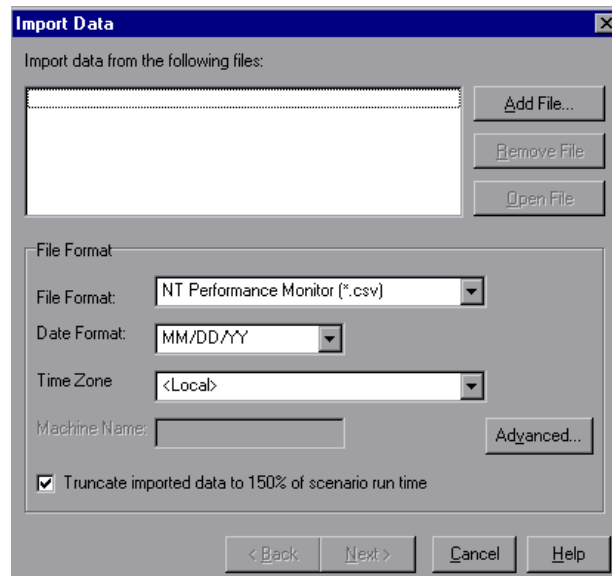 Import Data
Import data from the following files:
Add File...
Remove File
Open File
File Format
File Format:
NT Performance Monitor (*.csv)
Date Format:
MM/DD/YY
Time Zone
<Local>
Machine Name:
Advanced...
Truncate imported data to 150% of scenario run time
< Back
Next >
Cancel
Help